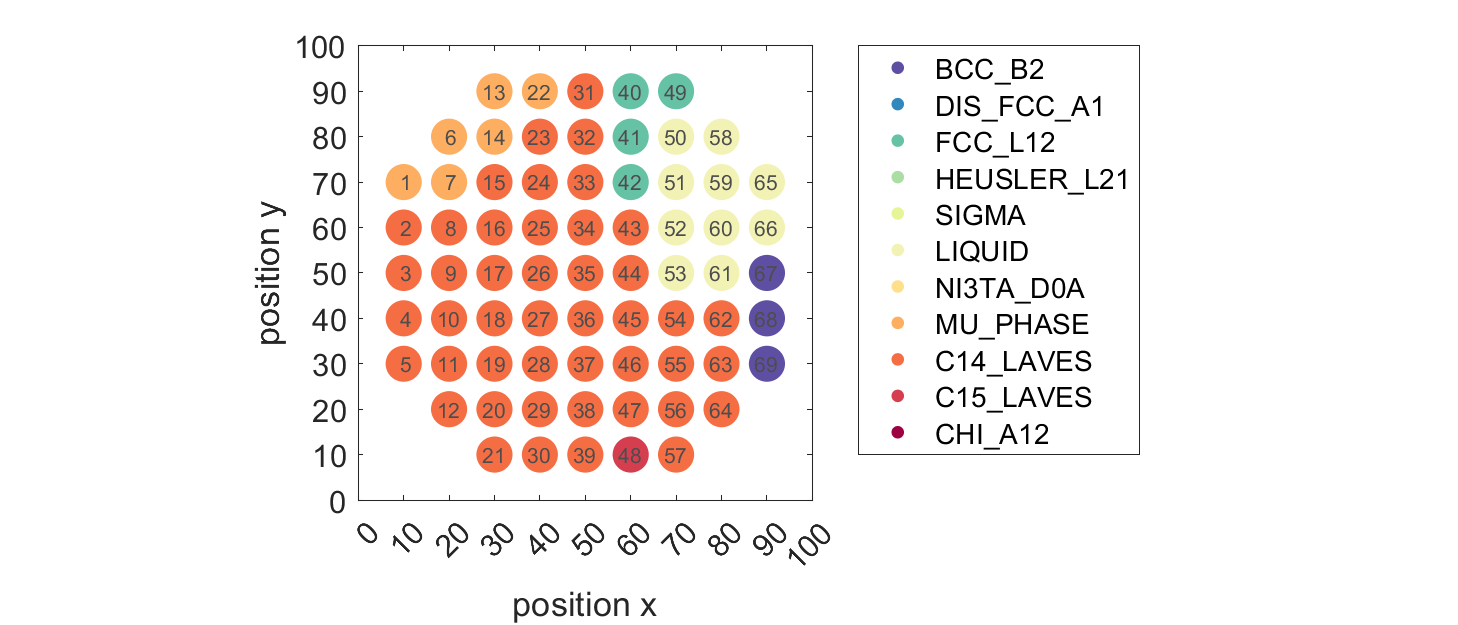 100
90
80
70
60
50
40
30
20
10
0
13 22 31 40 49
6 14 23 32 41 50 58
1 7 15 24 33 42 51 59 65
2 8 16 25 34 43 52 60 66
3 9 17 26 35 44 53 61 67
4 10 18 27 36 45 54 62 68
5 11 19 28 37 46 55 63 69
12 20 29 38 47 56 64
21 30 39 48 57
0 10 20 30 40 50 60 70 80 90 100
position x
position y
BCC_B2
DIS_FCC_A1
FCC_L12
HEUSLER_L21
SIGMA
LIQUID
NI3TA_D0A
MU_PHASE
C14_LAVES
C15_LAVES
CHI_A12